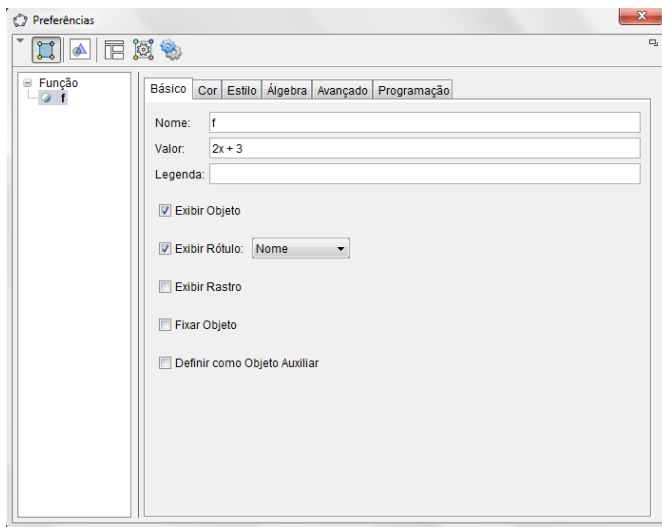 Preferências
Função
f
Básico Cor Estilo Álgebra Avançado Programação
Nome: f
Valor: 2x + 3
Legenda:
Exibir Objeto
Exibir Rótulo: Nome
Exibir Rastro
Fixar Objeto
Definir como Objeto Auxiliar